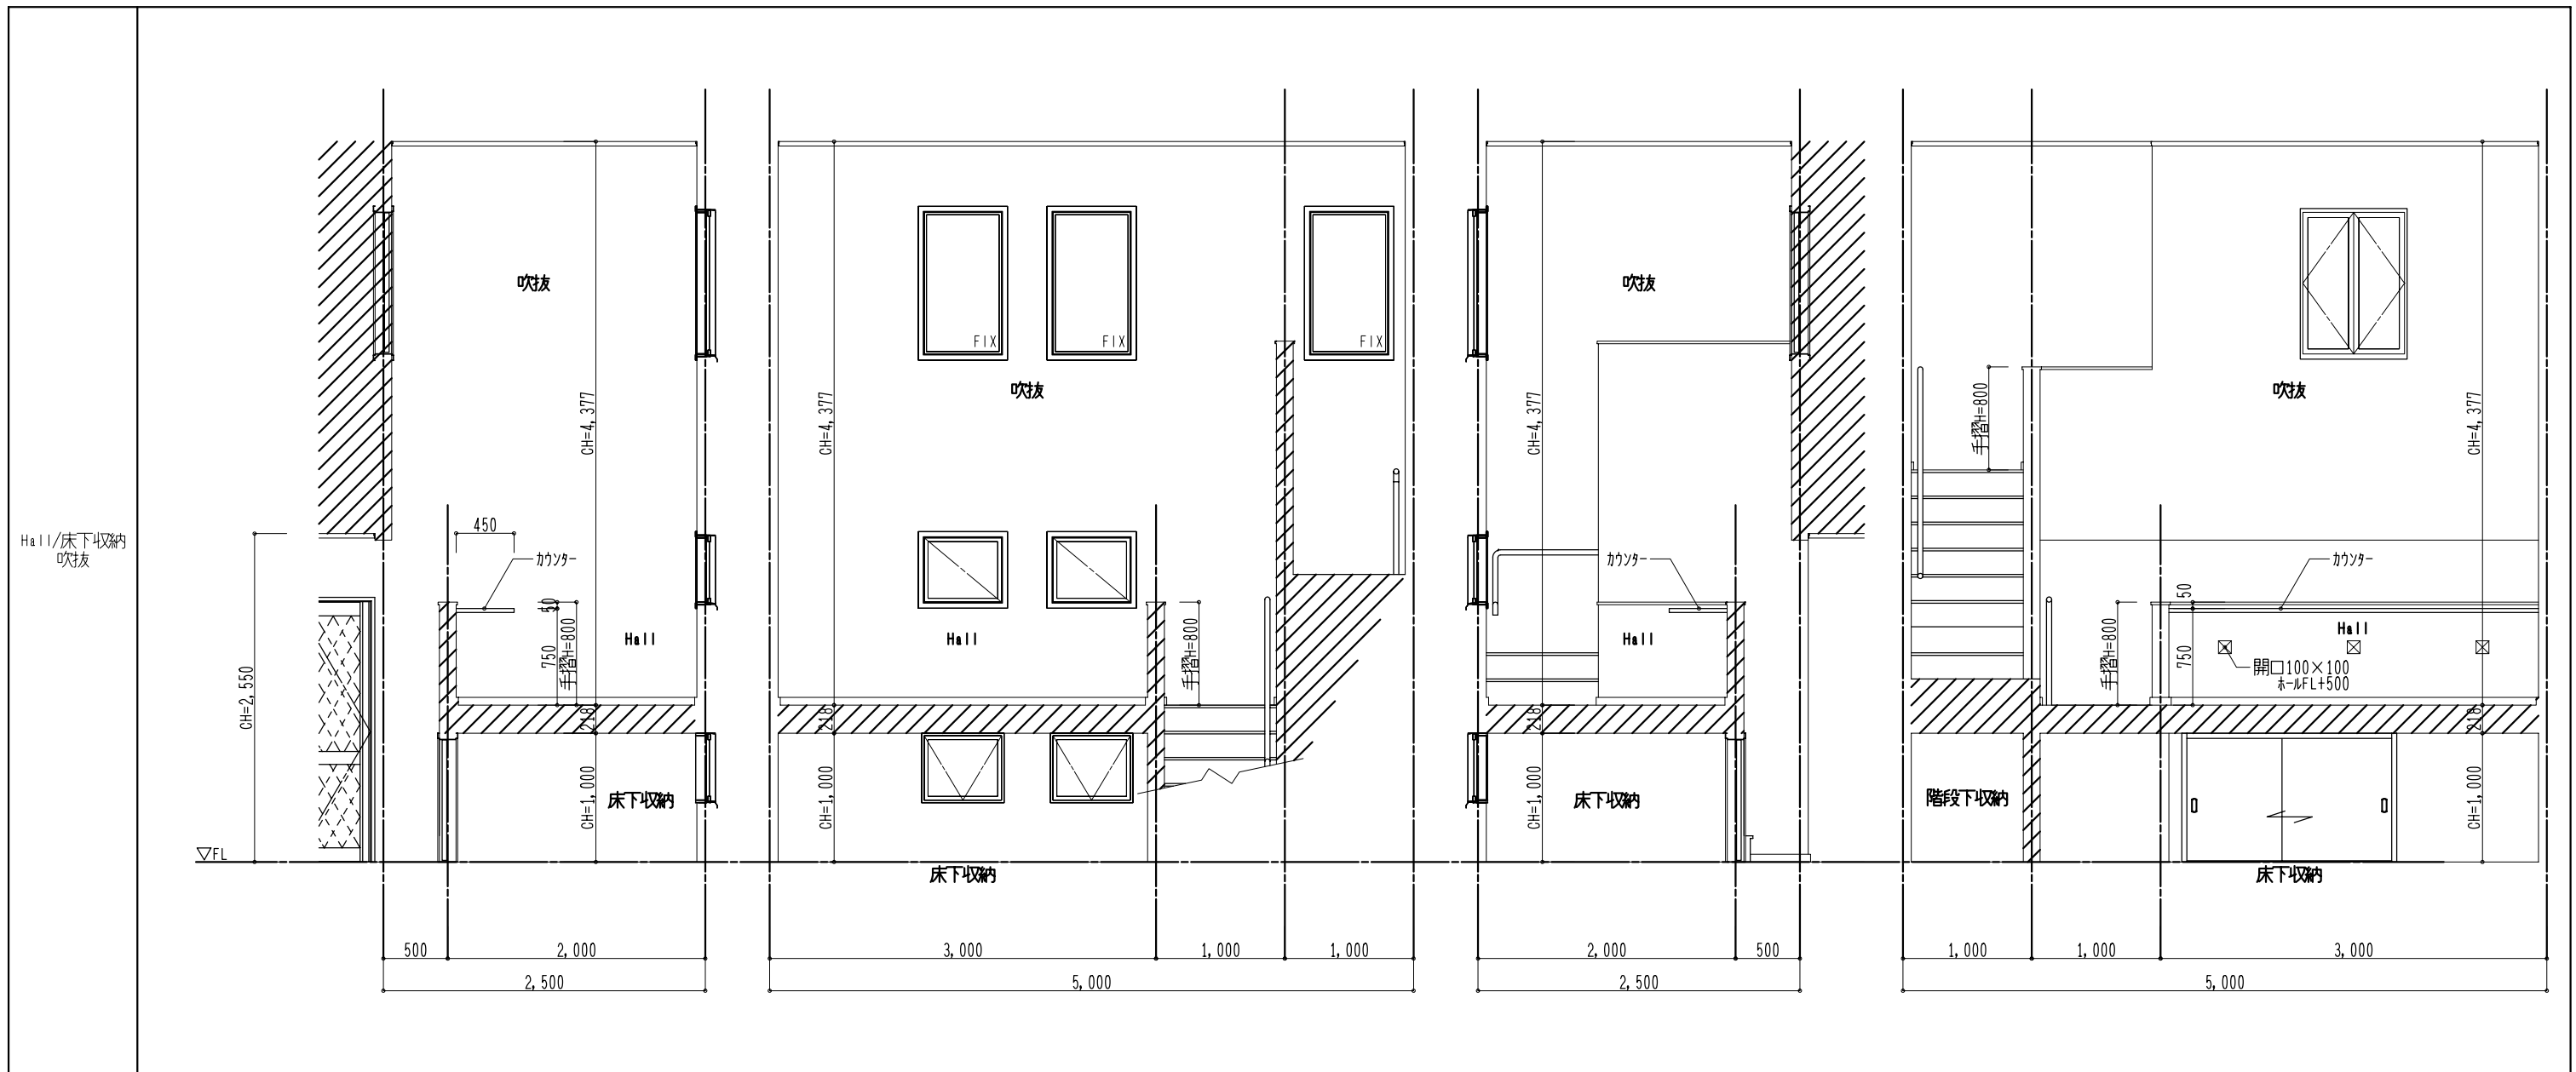 Hall/床下収納
吹抜
吹抜
CH=4,377
450
カウンター
50
750
手摺H=800
Hall
218
CH=2,550
CH=1,000
床下収納
▽FL
500
2,000
2,500
FIX
FIX
FIX
吹抜
CH=4,377
Hall
手摺H=800
218
CH=1,000
床下収納
3,000
1,000
1,000
5,000
吹抜
CH=4,377
カウンター
Hall
218
CH=1,000
床下収納
2,000
500
2,500
手摺H=800
吹抜
CH=4,377
カウンター
50
Hall
手摺H=800
750
開口100×100
ホールFL+500
218
階段下収納
CH=1,000
床下収納
1,000
1,000
3,000
5,000